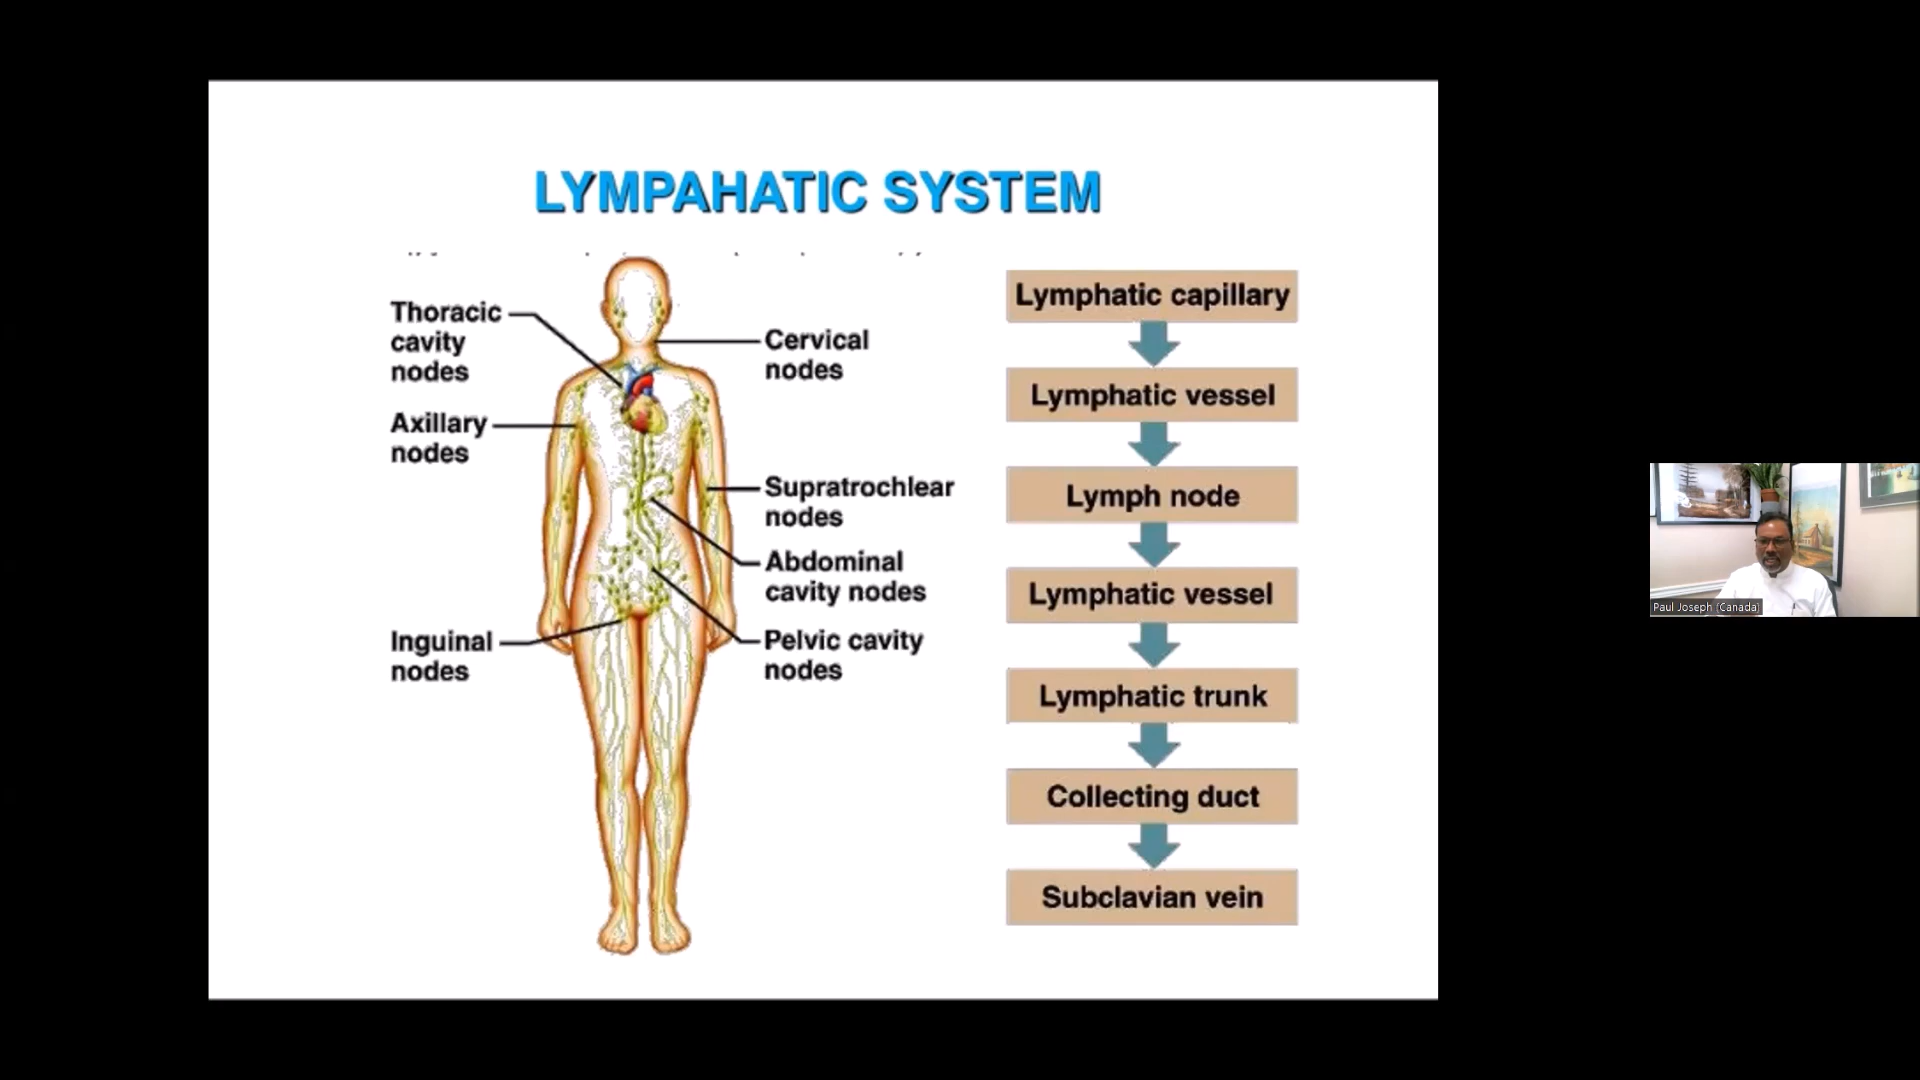 LYMPAHATIC SYSTEM
Thoracic
cavity
nodes
Axillary
nodes
Inguinal
nodes
Cervical
nodes
Supratrochlear
nodes
Abdominal
cavity nodes
Pelvic cavity
nodes
Lymphatic capillary
Lymphatic vessel
Lymph node
Lymphatic vessel
Lymphatic trunk
Collecting duct
Subclavian vein
Paul Joseph (Canada)